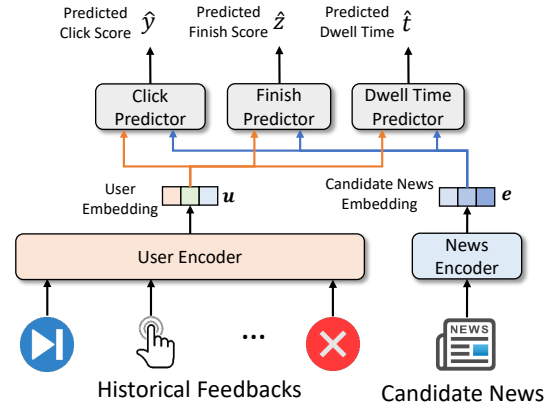 Predicted
Click Score ŷ
Predicted
Finish Score ẑ
Predicted
Dwell Time t̂
Click
Predictor
Finish
Predictor
Dwell Time
Predictor
User
Embedding
u
Candidate News
Embedding
e
User Encoder
News
Encoder
...
NEWS
Historical Feedbacks
Candidate News